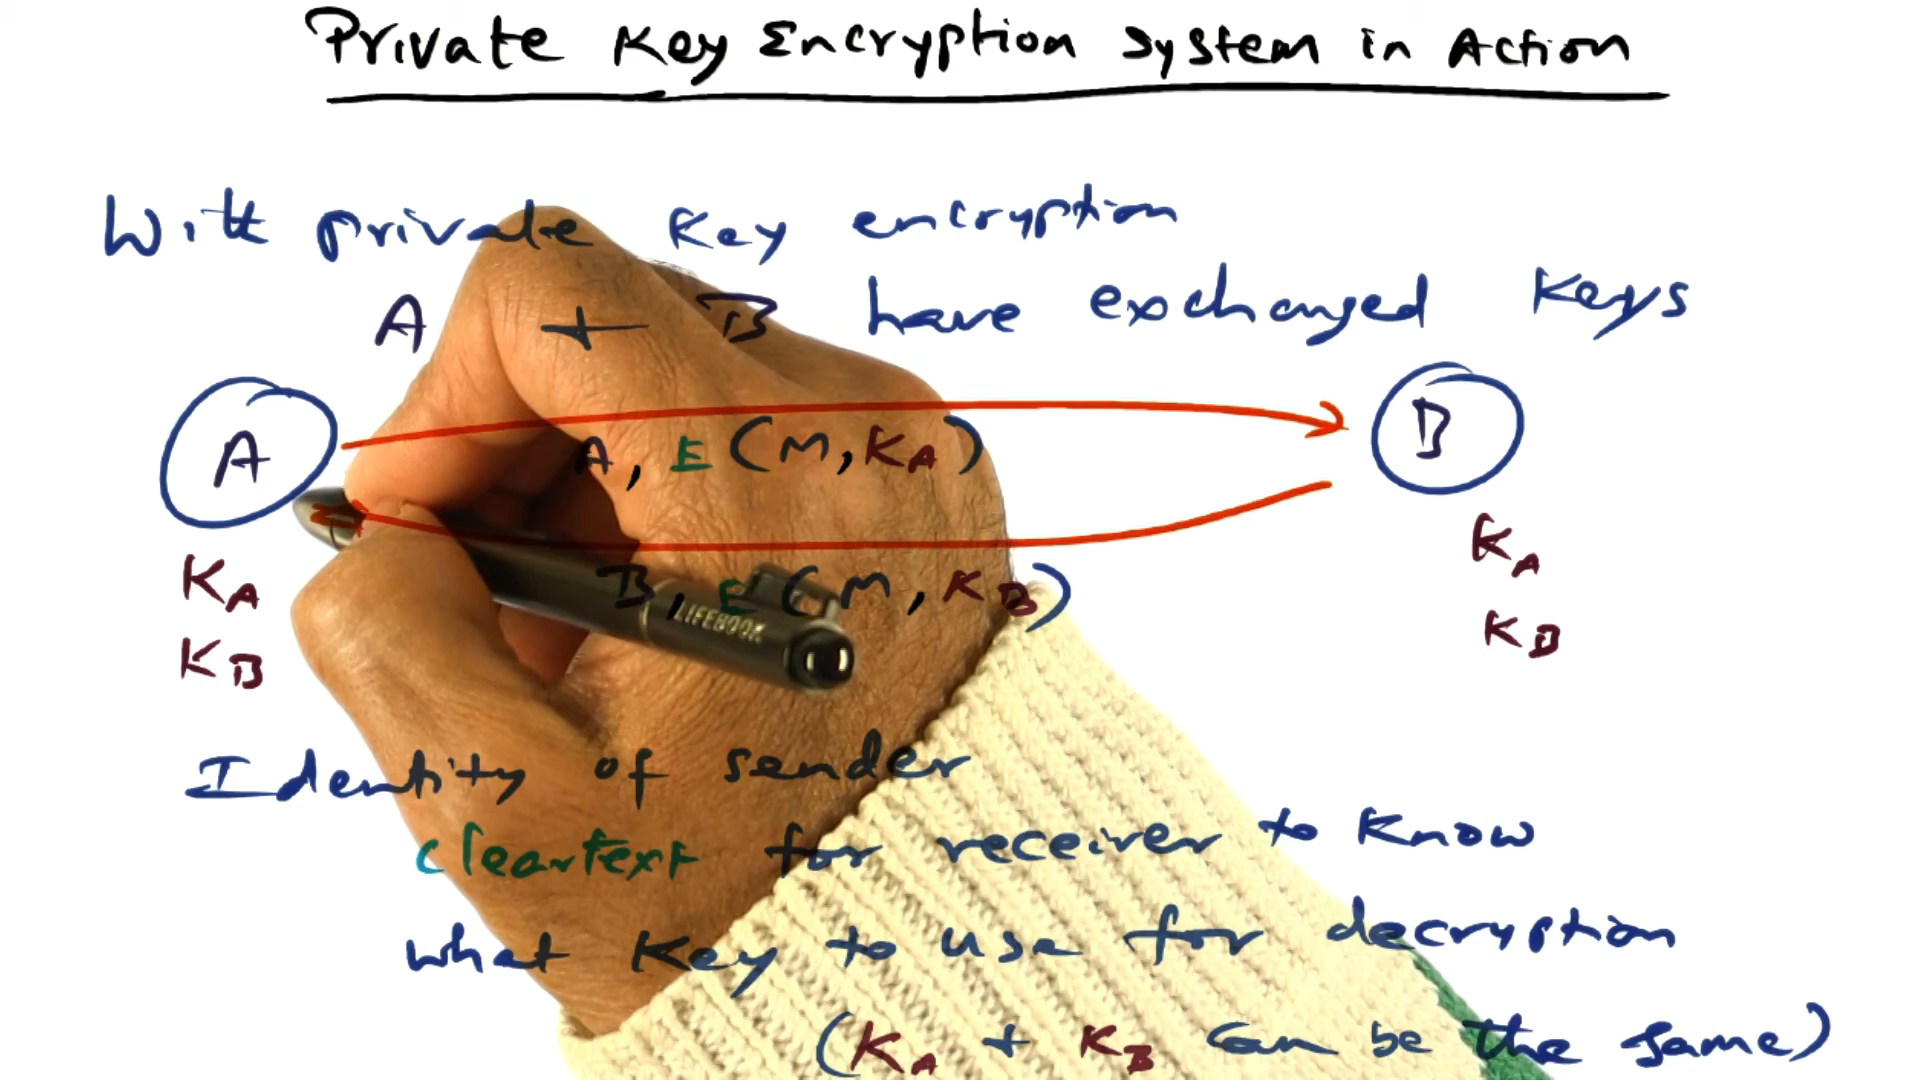 Private Key Encryption System in Action
With private key encryption
A + B have exchanged keys
A
B
A, E (M, KA)
B, E (M, KB)
KA
KB
KA
KB
LIFEBOOK
Identity of sender
cleartext for receiver to know
what key to use for decryption
(KA + KB can be the same)